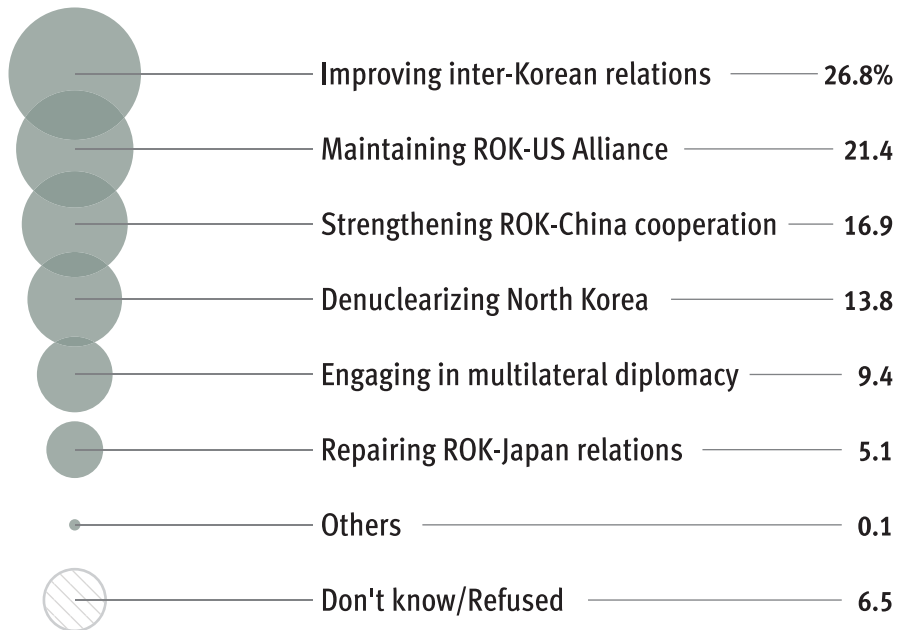 Improving inter-Korean relations 26.8%
Maintaining ROK-US Alliance 21.4
Strengthening ROK-China cooperation 16.9
Denuclearizing North Korea 13.8
Engaging in multilateral diplomacy 9.4
Repairing ROK-Japan relations 5.1
Others 0.1
Don't know/Refused 6.5